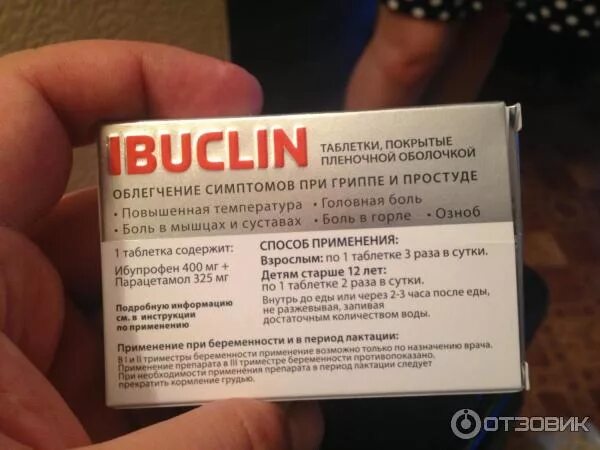 IBUCLIN
ТАБЛЕТКИ, ПОКРЫТЫЕ
ПЛЕНОЧНОЙ ОБОЛОЧКОЙ
ОБЛЕГЧЕНИЕ СИМПТОМОВ ПРИ ГРИППЕ И ПРОСТУДЕ
• Повышенная температура • Головная боль
• Боль в мышцах и суставах • Боль в горле • Озноб
1 таблетка содержит:
Ибупрофен 400 мг +
Парацетамол 325 мг
Подробную информацию
см. в инструкции
по применению
СПОСОБ ПРИМЕНЕНИЯ:
Взрослым: по 1 таблетке 3 раза в сутки.
Детям старше 12 лет:
по 1 таблетке 2 раза в сутки.
Внутрь до еды или через 2-3 часа после еды,
не разжевывая, запивая
достаточным количеством воды.
Применение при беременности и в период лактации:
В I и II триместры беременности применение возможно только по назначению врача.
Применение препарата в III триместре беременности противопоказано.
При необходимости применения препарата в период лактации следует
прекратить кормление грудью.
ОТЗОВИК